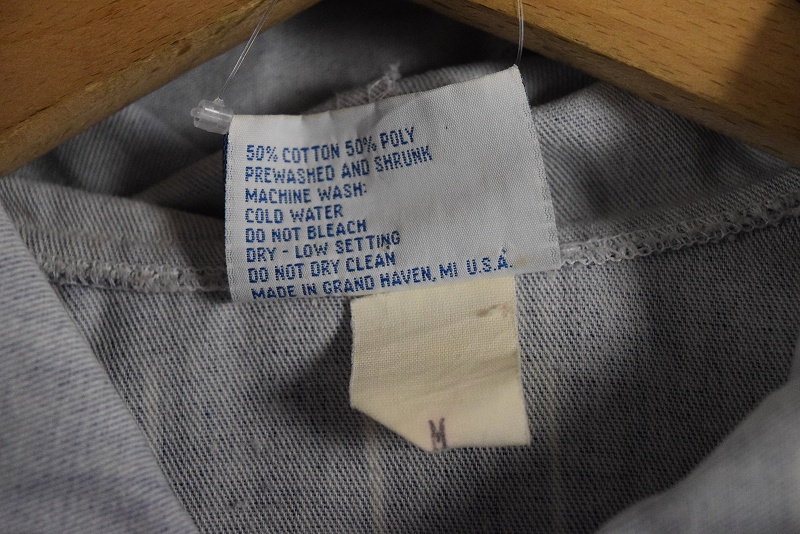 50% COTTON 50% POLY
PREWASHED AND SHRUNK
MACHINE WASH:
COLD WATER
DO NOT BLEACH
DRY - LOW SETTING
DO NOT DRY CLEAN
MADE IN GRAND HAVEN, MI U.S.A.
M